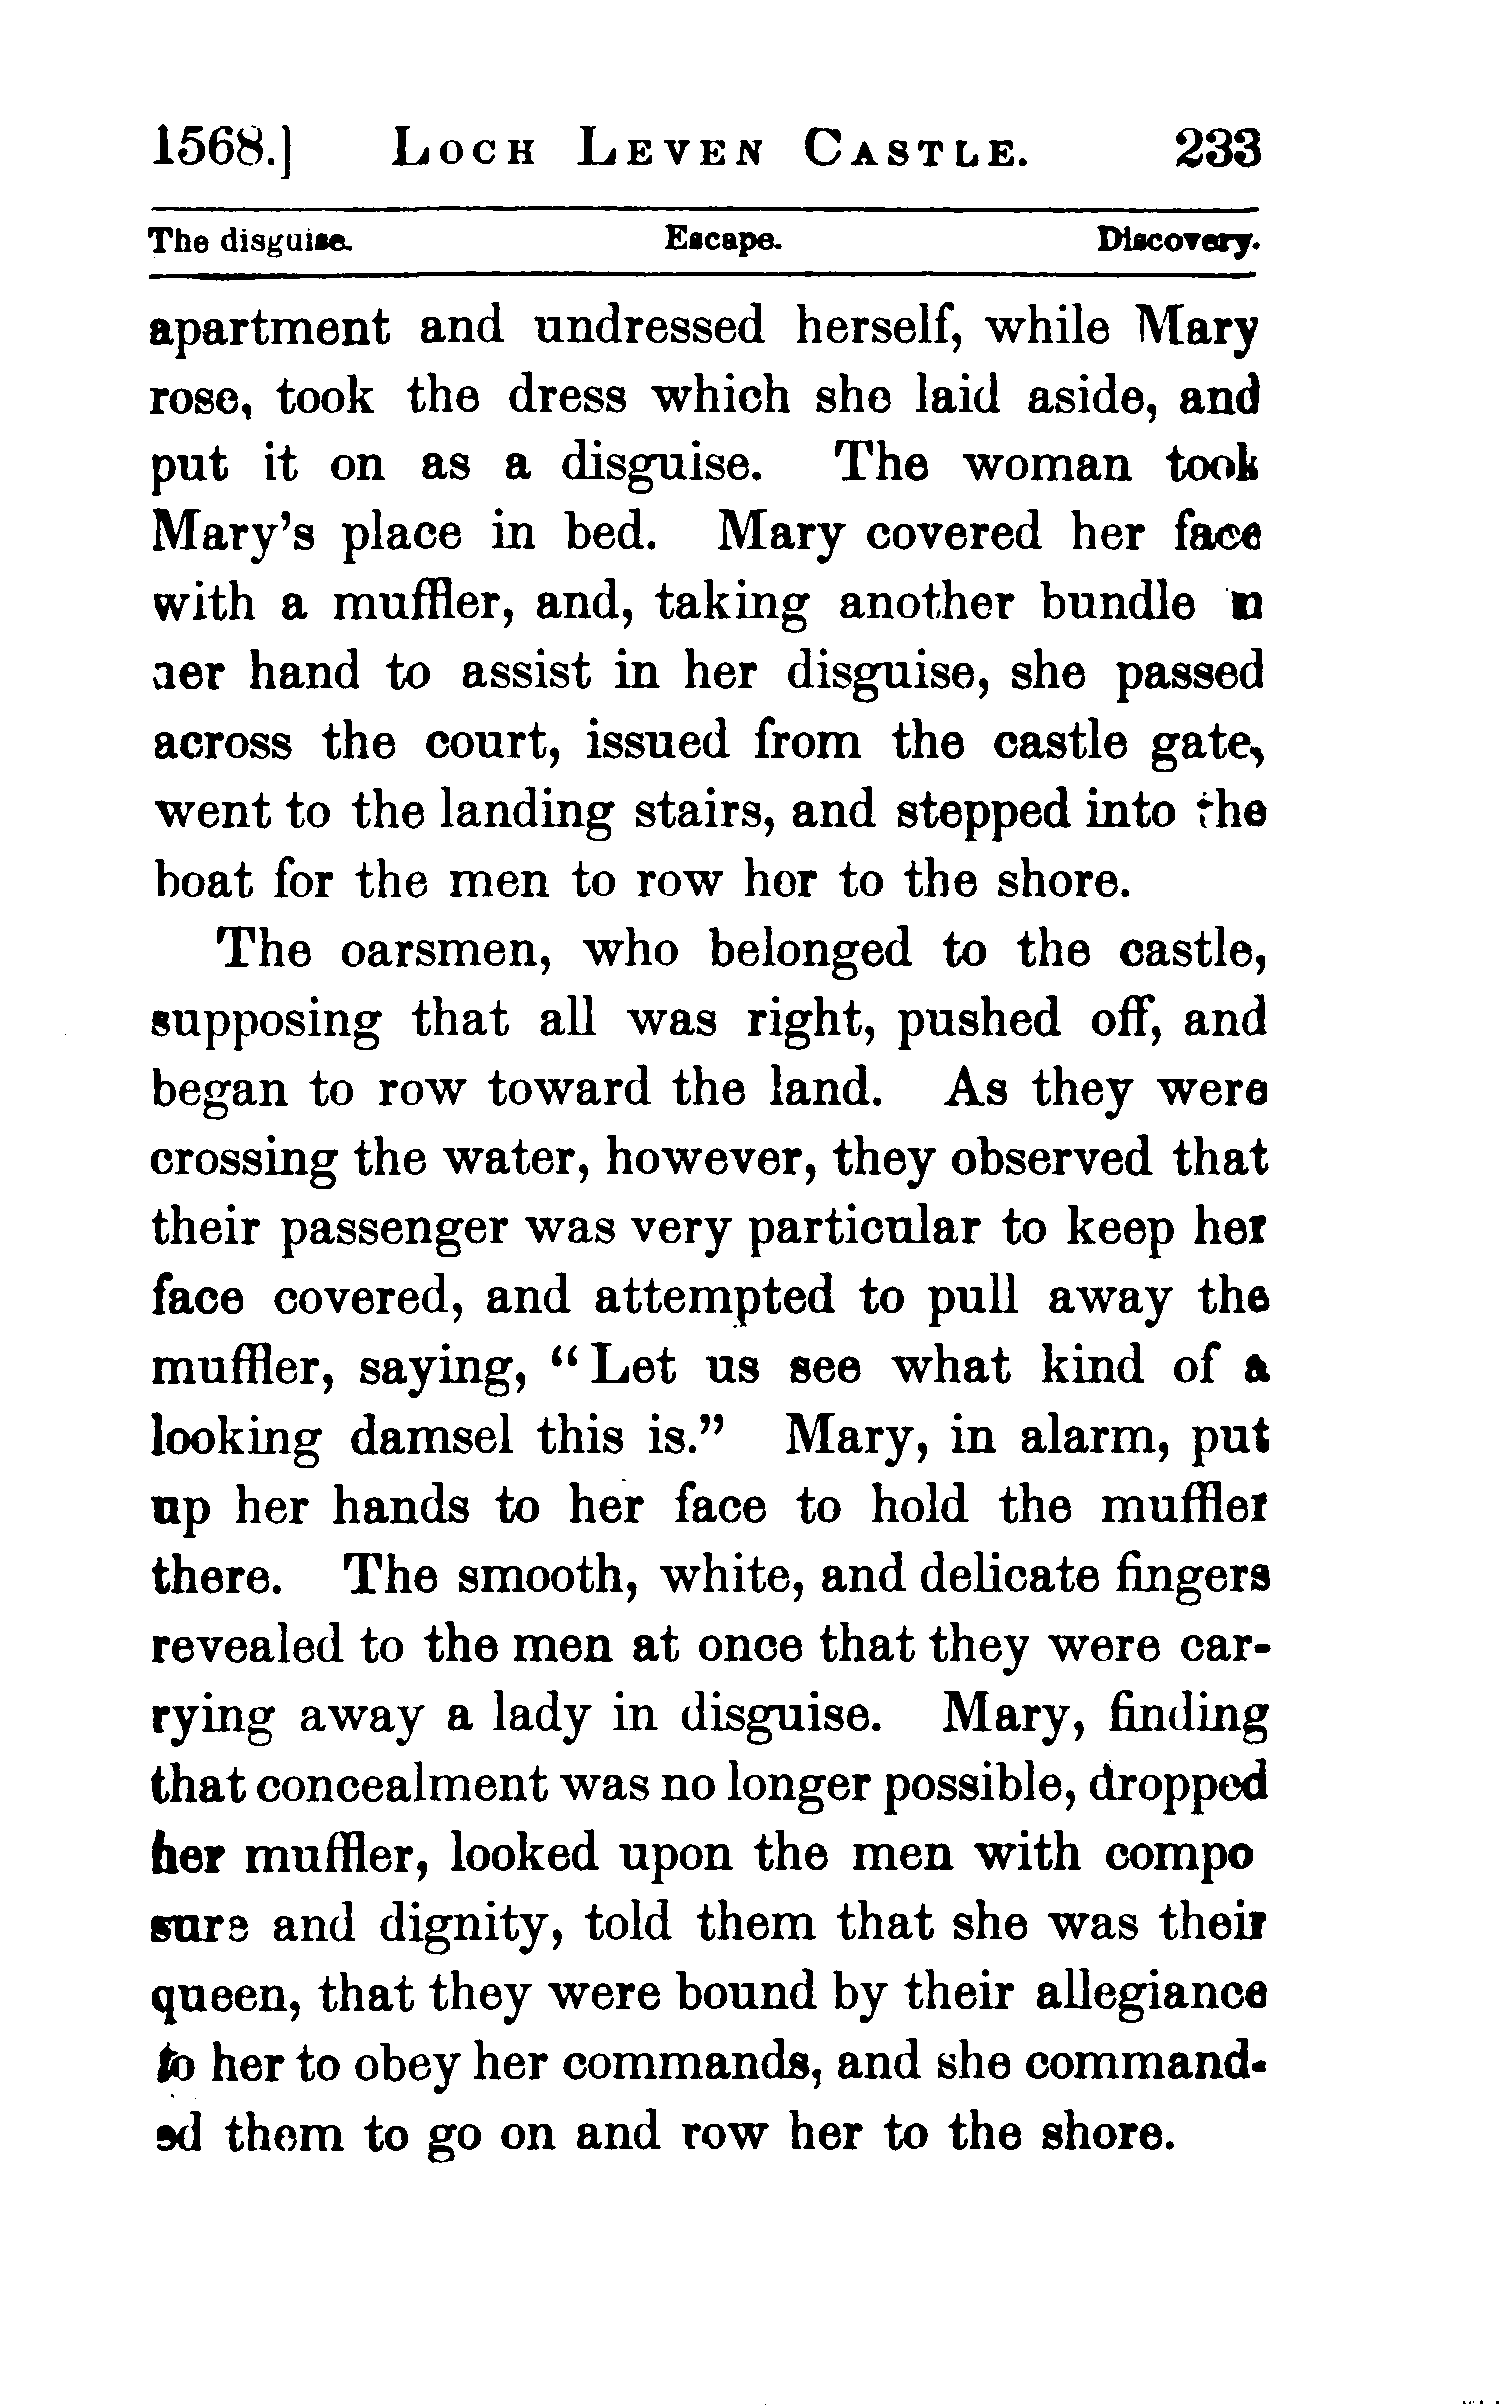 1568.] LOCH LEVEN CASTLE. 233
The disguise. Escape. Discovery.
apartment and undressed herself, while Mary
rose, took the dress which she laid aside, and
put it on as a disguise. The woman took
Mary's place in bed. Mary covered her face
with a muffler, and, taking another bundle in
her hand to assist in her disguise, she passed
across the court, issued from the castle gate,
went to the landing stairs, and stepped into the
boat for the men to row her to the shore.
The oarsmen, who belonged to the castle,
supposing that all was right, pushed off, and
began to row toward the land. As they were
crossing the water, however, they observed that
their passenger was very particular to keep her
face covered, and attempted to pull away the
muffler, saying, "Let us see what kind of a
looking damsel this is." Mary, in alarm, put
up her hands to her face to hold the muffler
there. The smooth, white, and delicate fingers
revealed to the men at once that they were car-
rying away a lady in disguise. Mary, finding
that concealment was no longer possible, dropped
her muffler, looked upon the men with compo
sure and dignity, told them that she was their
queen, that they were bound by their allegiance
to her to obey her commands, and she command-
ed them to go on and row her to the shore.